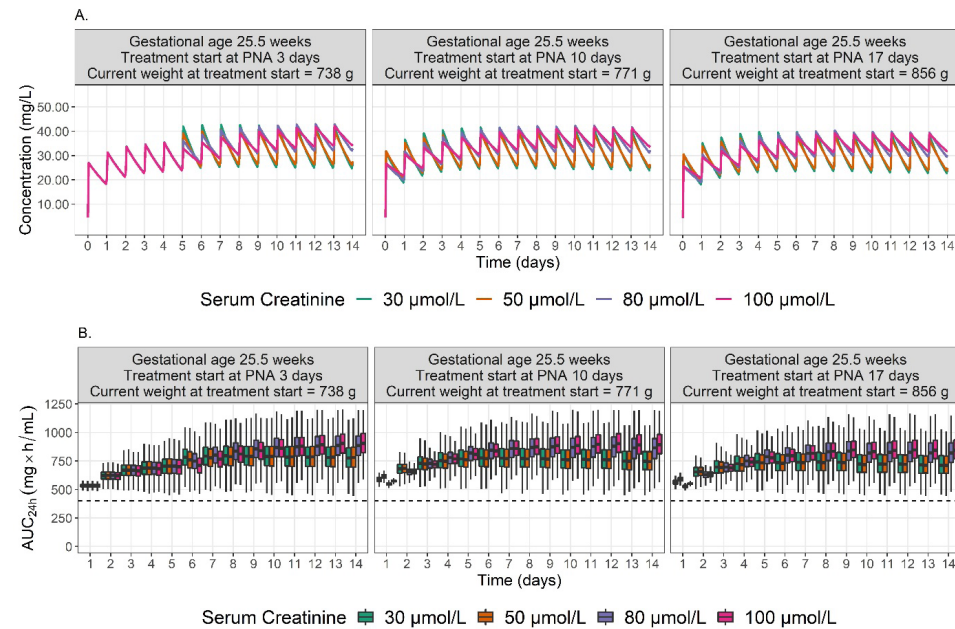 A.
Gestational age 25.5 weeks
Treatment start at PNA 3 days
Current weight at treatment start = 738 g
Gestational age 25.5 weeks
Treatment start at PNA 10 days
Current weight at treatment start = 771 g
Gestational age 25.5 weeks
Treatment start at PNA 17 days
Current weight at treatment start = 856 g
Concentration (mg/L)
50.00
40.00
30.00
20.00
10.00
0 1 2 3 4 5 6 7 8 9 10 11 12 13 14
0 1 2 3 4 5 6 7 8 9 10 11 12 13 14
0 1 2 3 4 5 6 7 8 9 10 11 12 13 14
Time (days)
Serum Creatinine 30 µmol/L 50 µmol/L 80 µmol/L 100 µmol/L
B.
Gestational age 25.5 weeks
Treatment start at PNA 3 days
Current weight at treatment start = 738 g
Gestational age 25.5 weeks
Treatment start at PNA 10 days
Current weight at treatment start = 771 g
Gestational age 25.5 weeks
Treatment start at PNA 17 days
Current weight at treatment start = 856 g
AUC24h (mg × h/mL)
1250
1000
750
500
250
0
1 2 3 4 5 6 7 8 9 10 11 12 13 14
1 2 3 4 5 6 7 8 9 10 11 12 13 14
1 2 3 4 5 6 7 8 9 10 11 12 13 14
Time (days)
Serum Creatinine 30 µmol/L 50 µmol/L 80 µmol/L 100 µmol/L